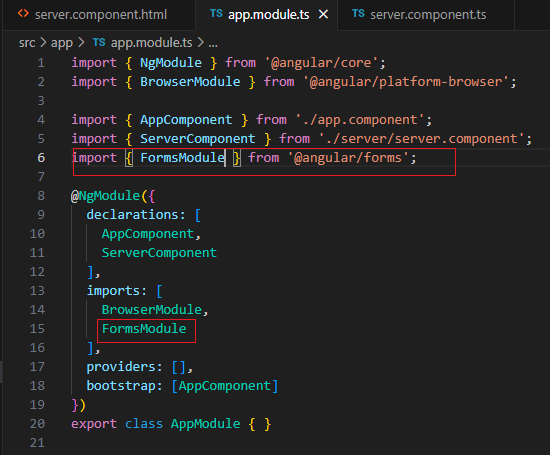 <> server.component.html
TS app.module.ts ×
TS server.component.ts
src > app > TS app.module.ts > ...
1 import { NgModule } from '@angular/core';
2 import { BrowserModule } from '@angular/platform-browser';
3
4 import { AppComponent } from './app.component';
5 import { ServerComponent } from './server/server.component';
6 import { FormsModule } from '@angular/forms';
7
8 @NgModule({
9 declarations: [
10 AppComponent,
11 ServerComponent
12 ],
13 imports: [
14 BrowserModule,
15 FormsModule
16 ],
17 providers: [],
18 bootstrap: [AppComponent]
19 })
20 export class AppModule { }
21